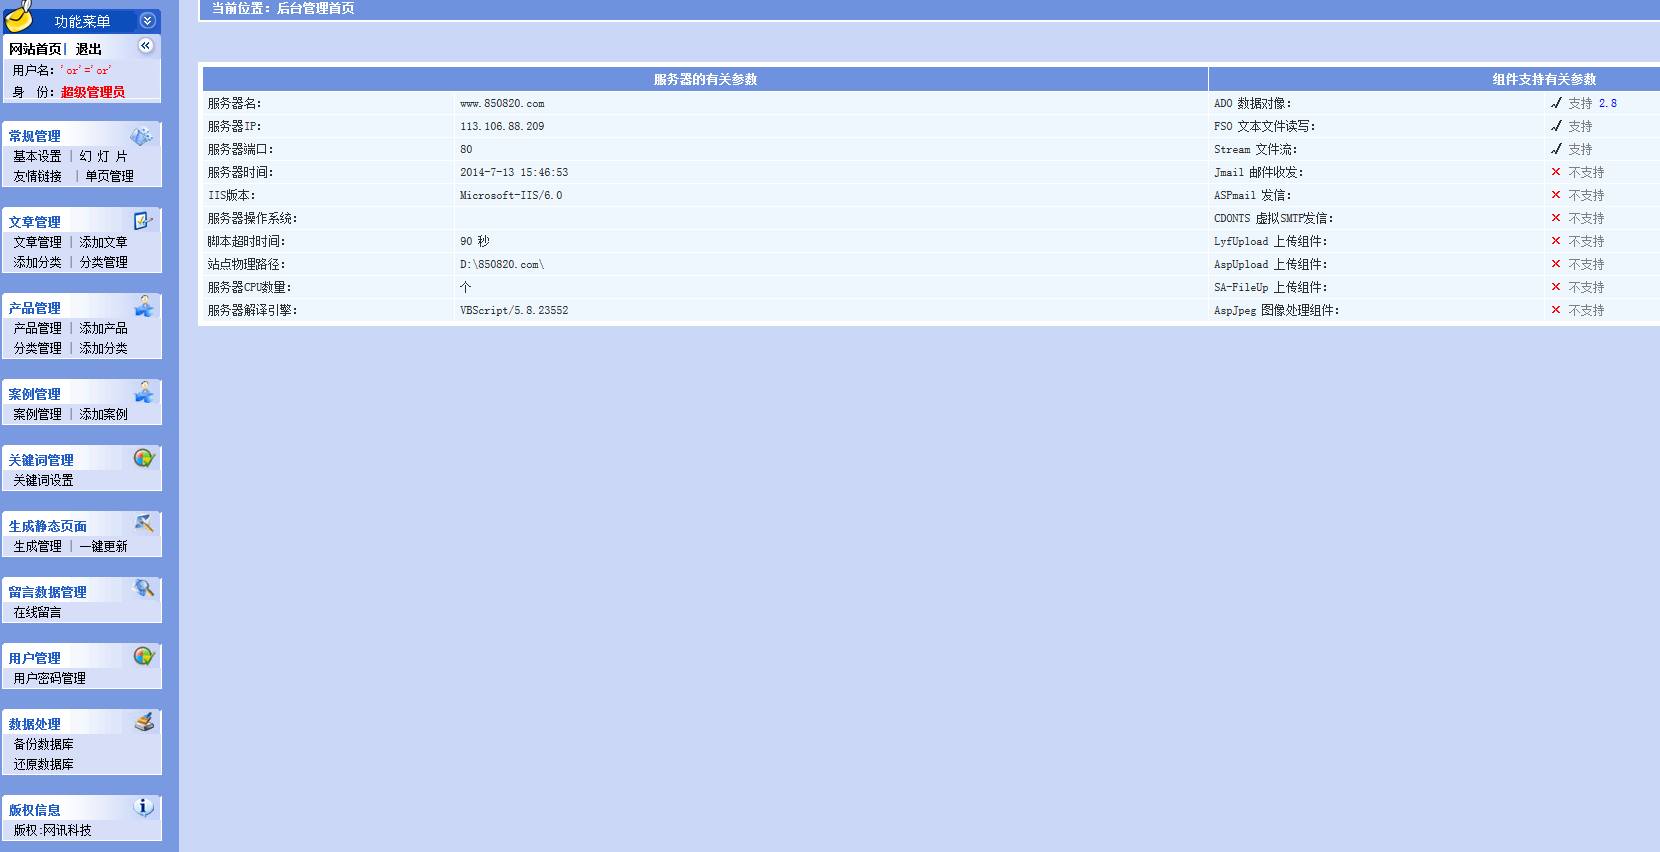 功能菜单
网站首页| 退出
用户名：'or'='or'
身 份：超级管理员
常规管理
基本设置 | 幻 灯 片
友情链接 | 单页管理
文章管理
文章管理 | 添加文章
添加分类 | 分类管理
产品管理
产品管理 | 添加产品
分类管理 | 添加分类
案例管理
案例管理 | 添加案例
关键词管理
关键词设置
生成静态页面
生成管理 | 一键更新
留言数据管理
在线留言
用户管理
用户密码管理
数据处理
备份数据库
还原数据库
版权信息
版权:网讯科技
当前位置：后台管理首页
服务器的有关参数 组件支持有关参数
服务器名： www.850820.com ADO 数据对像： 支持 2.8
服务器IP： 113.106.88.209 FSO 文本文件读写： 支持
服务器端口： 80 Stream 文件流： 支持
服务器时间： 2014-7-13 15:46:53 Jmail 邮件收发： × 不支持
IIS版本： Microsoft-IIS/6.0 ASPmail 发信： × 不支持
服务器操作系统： CDONTS 虚拟SMTP发信： × 不支持
脚本超时时间： 90 秒 LyfUpload 上传组件： × 不支持
站点物理路径： D:\850820.com\ AspUpload 上传组件： × 不支持
服务器CPU数量： 个 SA-FileUp 上传组件： × 不支持
服务器解译引擎： VBScript/5.8.23552 AspJpeg 图像处理组件： × 不支持